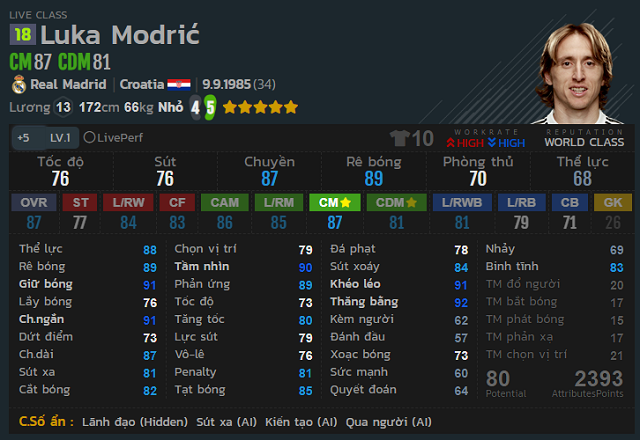 LIVE CLASS
18 Luka Modrić
CM 87 CDM 81
Real Madrid Croatia 9.9.1985 (34)
Lương 13 172cm 66kg Nhỏ 4 5
+5 LV.1 LivePerf 10 WORKRATE HIGH HIGH REPUTATION WORLD CLASS
Tốc độ Sút Chuyền Rê bóng Phòng thủ Thể lực
76 76 87 89 70 68
OVR ST L/RW CF CAM L/RM CM CDM L/RWB L/RB CB GK
87 77 84 83 86 85 87 81 81 79 71 26
Thể lực 88 Chọn vị trí 79 Đá phạt 78 Nhảy 69
Rê bóng 89 Tầm nhìn 90 Sút xoáy 84 Bình tĩnh 83
Giữ bóng 91 Phản ứng 89 Khéo léo 91 TM đổ người 20
Lấy bóng 76 Tốc độ 73 Thăng bằng 92 TM bắt bóng 17
Ch.ngắn 91 Tăng tốc 80 Kèm người 62 TM phát bóng 15
Dứt điểm 73 Lực sút 79 Đánh đầu 57 TM phản xạ 17
Ch.dài 87 Vô-lê 76 Xoạc bóng 73 TM chọn vị trí 21
Sút xa 81 Penalty 81 Sức mạnh 60 80 2393
Cắt bóng 82 Tạt bóng 85 Quyết đoán 64 Potential AttributesPoints
C.Số ẩn : Lãnh đạo (Hidden) Sút xa (AI) Kiến tạo (AI) Qua người (AI)